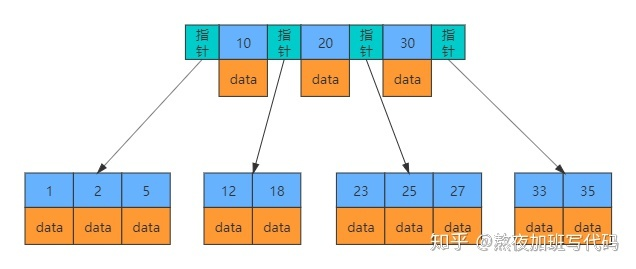 指针 10 指针 20 指针 30 指针
data data data
1 2 5 12 18 23 25 27 33 35
data data data data data data data data data data
知乎 @熬夜加班写代码